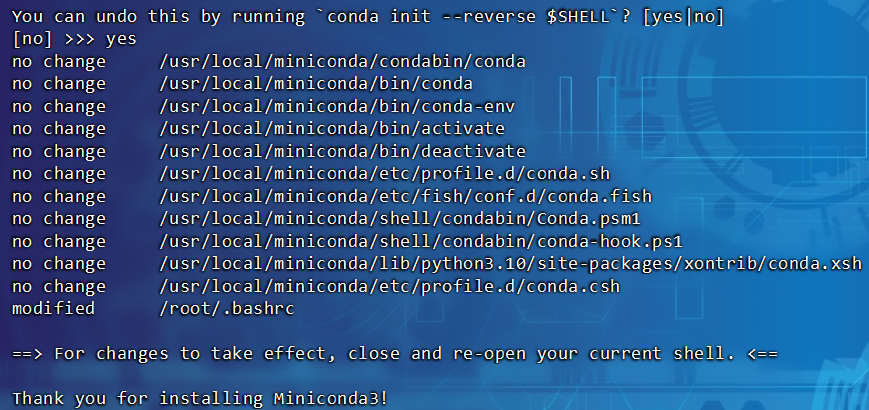 You can undo this by running `conda init --reverse $SHELL`? [yes|no]
[no] >>> yes
no change     /usr/local/miniconda/condabin/conda
no change     /usr/local/miniconda/bin/conda
no change     /usr/local/miniconda/bin/conda-env
no change     /usr/local/miniconda/bin/activate
no change     /usr/local/miniconda/bin/deactivate
no change     /usr/local/miniconda/etc/profile.d/conda.sh
no change     /usr/local/miniconda/etc/fish/conf.d/conda.fish
no change     /usr/local/miniconda/shell/condabin/Conda.psm1
no change     /usr/local/miniconda/shell/condabin/conda-hook.ps1
no change     /usr/local/miniconda/lib/python3.10/site-packages/xontrib/conda.xsh
no change     /usr/local/miniconda/etc/profile.d/conda.csh
modified      /root/.bashrc
==> For changes to take effect, close and re-open your current shell. <==
Thank you for installing Miniconda3!